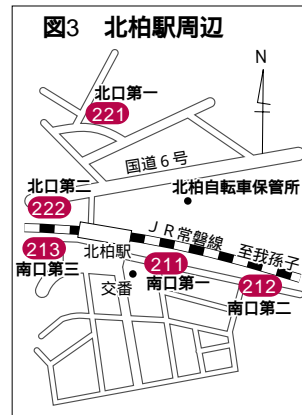 図3 北柏駅周辺
N
北口第一
221
国道6号
北口第二
222
北柏自転車保管所
JR常磐線
至我孫子
213
南口第三
北柏駅
交番
211
南口第一
212
南口第二